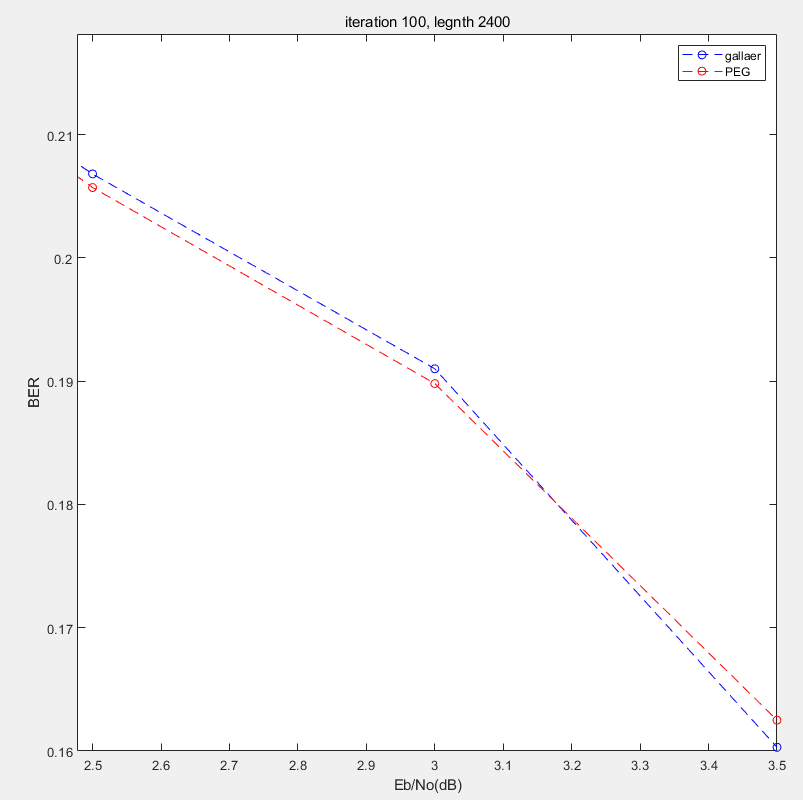 iteration 100, legnth 2400
gallaer
PEG
0.21
0.2
0.19
0.18
0.17
0.16
BER
2.5 2.6 2.7 2.8 2.9 3 3.1 3.2 3.3 3.4 3.5
Eb/No(dB)